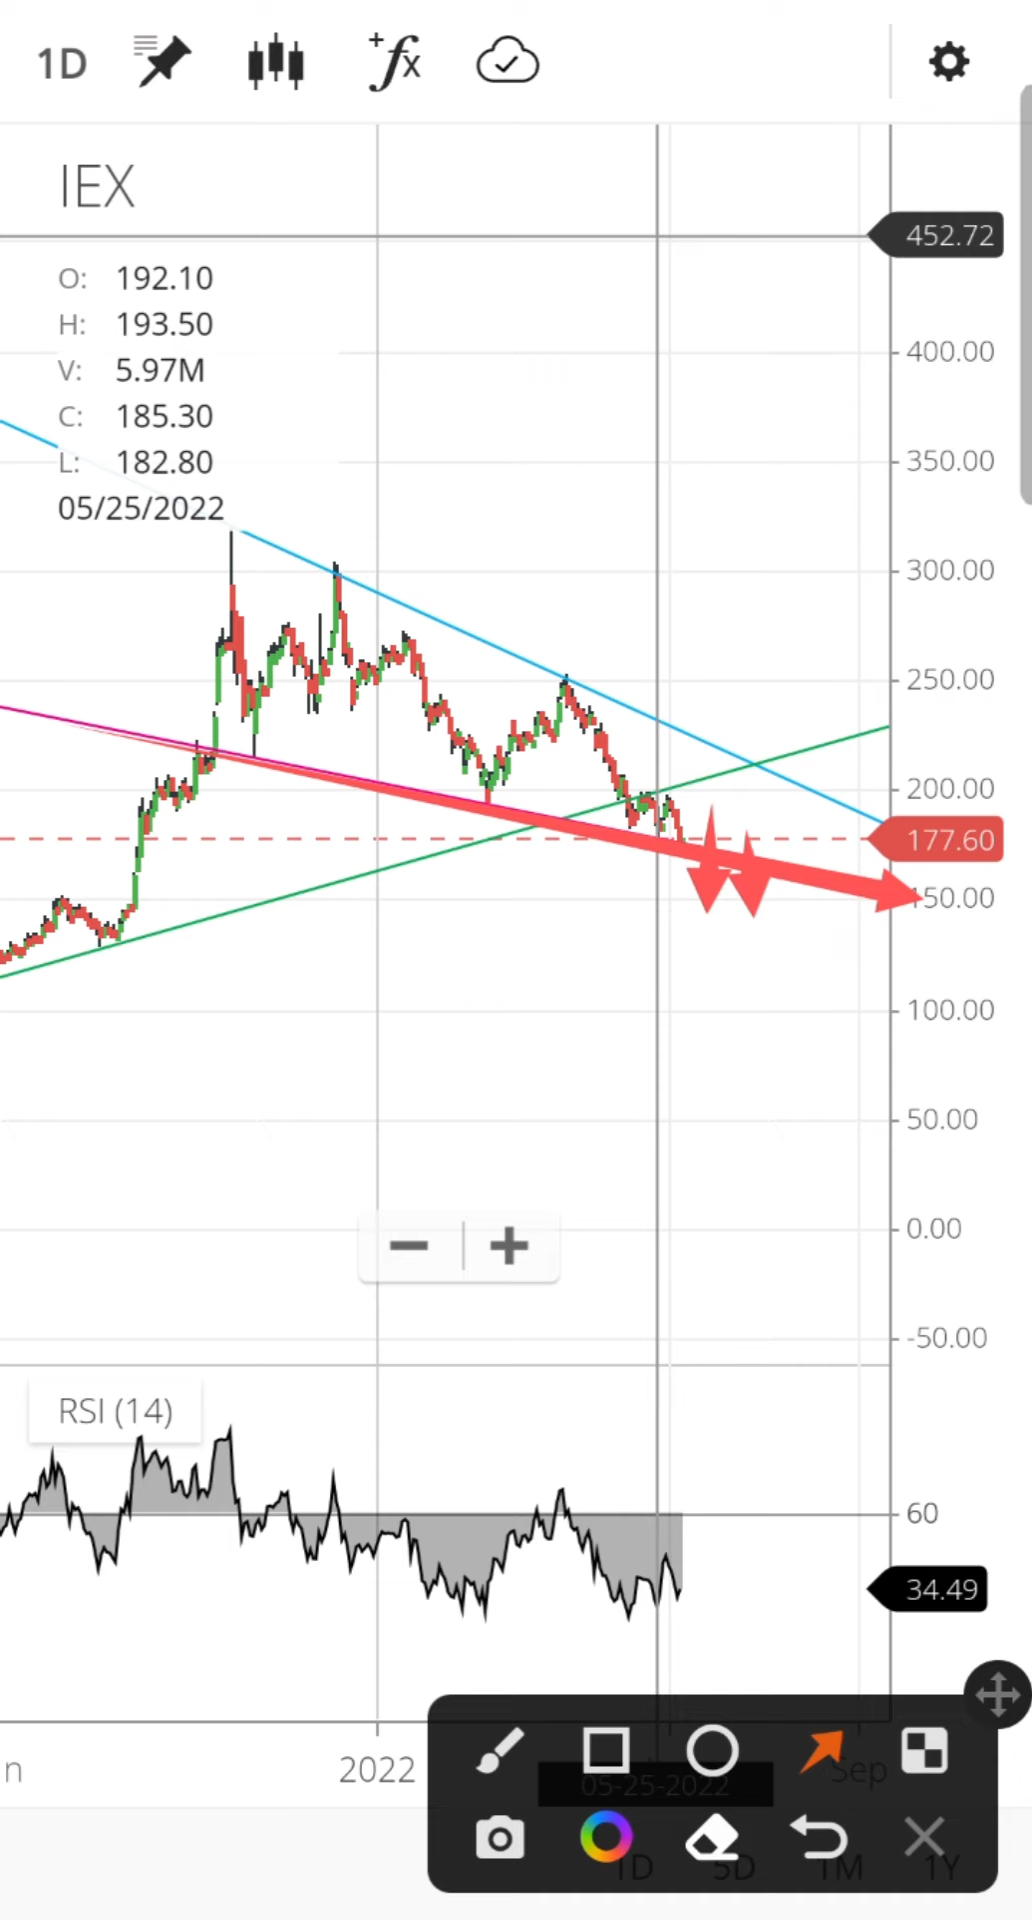 1D
+fx
IEX
452.72
O: 192.10
H: 193.50
V: 5.97M
C: 185.30
L: 182.80
05/25/2022
400.00
350.00
300.00
250.00
200.00
177.60
150.00
100.00
50.00
0.00
-50.00
RSI (14)
60
34.49
n 2022 Sep
05-25-2022
1D 5D 1M 1Y